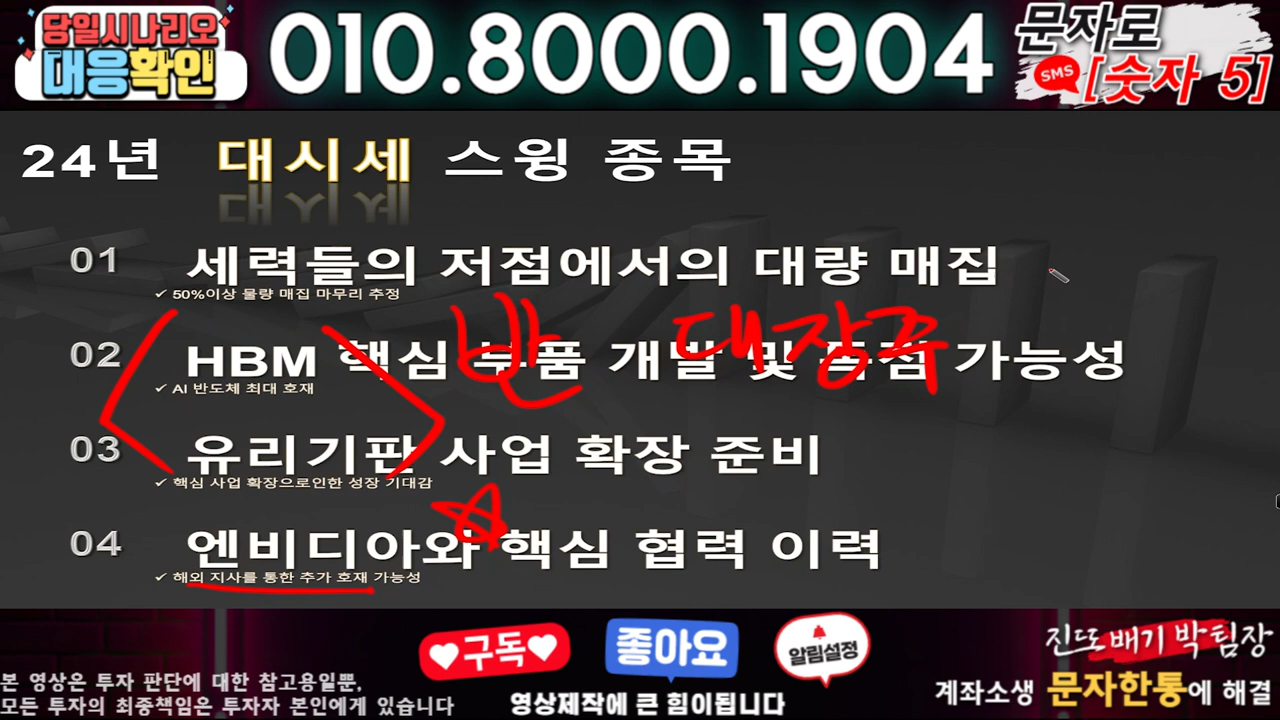 당일시나리오
대응확인
010.8000.1904
문자로
SMS
[숫자 5]
24년 대시세 스윙 종목
01 세력들의 저점에서의 대량 매집
✓ 50%이상 물량 매집 마무리 추정
02 HBM 핵심 부품 개발 및 독점 가능성
반 대장주
✓ AI 반도체 최대 호재
03 유리기판 사업 확장 준비
✓ 핵심 사업 확장으로인한 성장 기대감
04 엔비디아와 핵심 협력 이력
✓ 해외 지사를 통한 추가 호재 가능성
구독
좋아요
알림설정
영상제작에 큰 힘이됩니다
본 영상은 투자 판단에 대한 참고용일뿐,
모든 투자의 최종책임은 투자자 본인에게 있습니다
진또배기 박팀장
계좌소생 문자한통에 해결